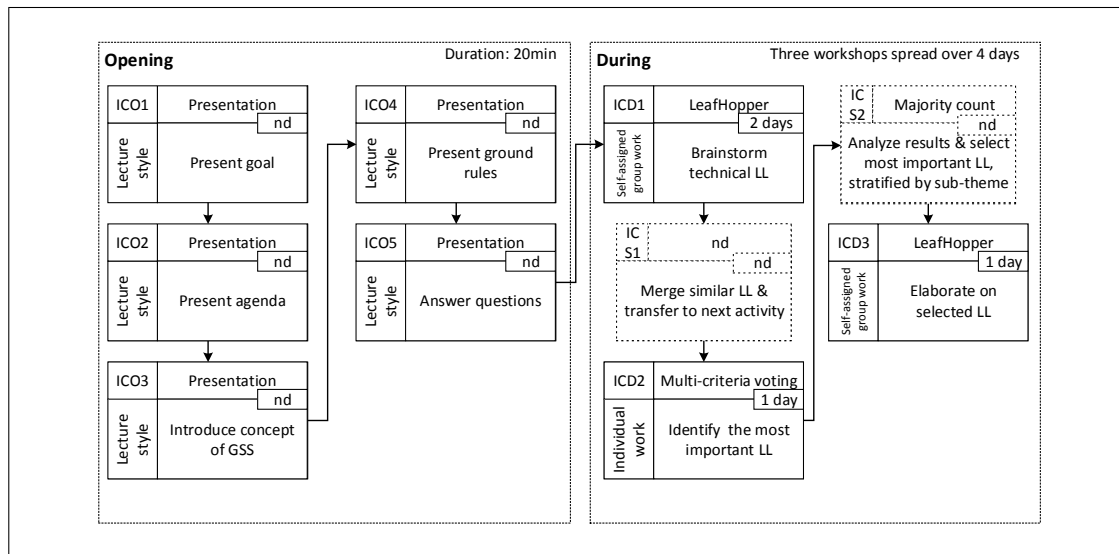 Opening
Duration: 20min
ICO1
Presentation
nd
Lecture style
Present goal
ICO2
Presentation
nd
Lecture style
Present agenda
ICO3
Presentation
nd
Lecture style
Introduce concept
of GSS
ICO4
Presentation
nd
Lecture style
Present ground
rules
ICO5
Presentation
nd
Lecture style
Answer questions
During
Three workshops spread over 4 days
ICD1
LeafHopper
2 days
Self-assigned group work
Brainstorm
technical LL
IC
S1
nd
nd
Merge similar LL &
transfer to next activity
ICD2
Multi-criteria voting
1 day
Individual work
Identify the most
important LL
IC
S2
Majority count
nd
Analyze results & select
most important LL,
stratified by sub-theme
ICD3
LeafHopper
1 day
Self-assigned group work
Elaborate on
selected LL